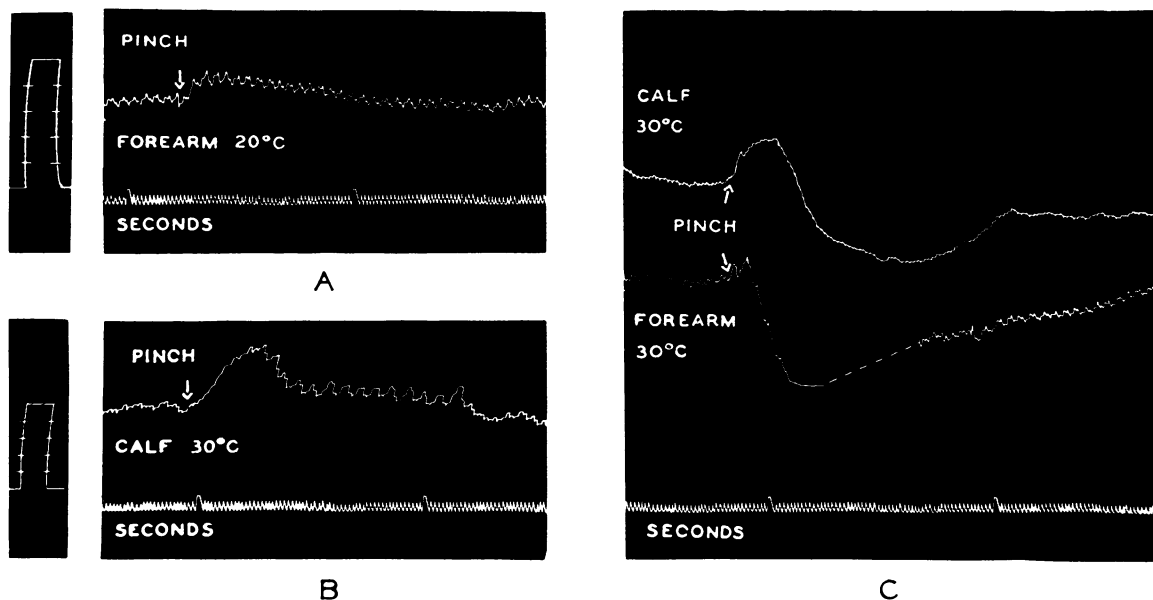 PINCH
FOREARM 20°C
SECONDS
A
PINCH
CALF 30°C
SECONDS
B
CALF
30°C
PINCH
FOREARM
30°C
SECONDS
C